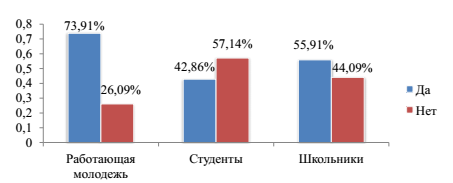 0,8
0,7
0,6
0,5
0,4
0,3
0,2
0,1
0
73,91%
26,09%
42,86%
57,14%
55,91%
44,09%
Работающая
молодежь
Студенты
Школьники
Да
Нет